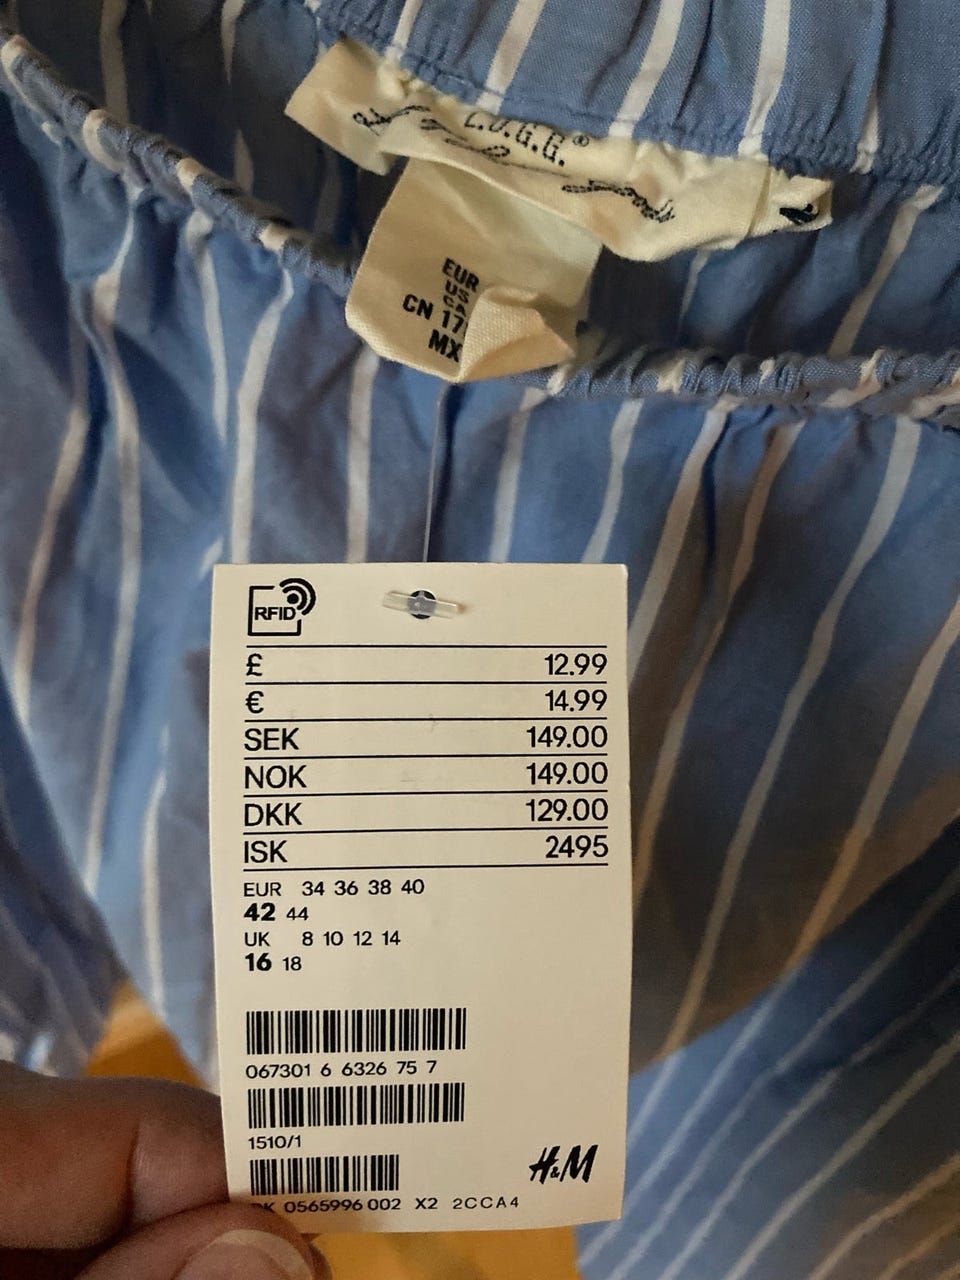 L.O.G.G.®
EUR
US
CA
CN 17
MX
RFID
£ 12.99
€ 14.99
SEK 149.00
NOK 149.00
DKK 129.00
ISK 2495
EUR 34 36 38 40
42 44
UK 8 10 12 14
16 18
067301 6 6326 75 7
1510/1
H&M
0565996 002 X2 2CCA4